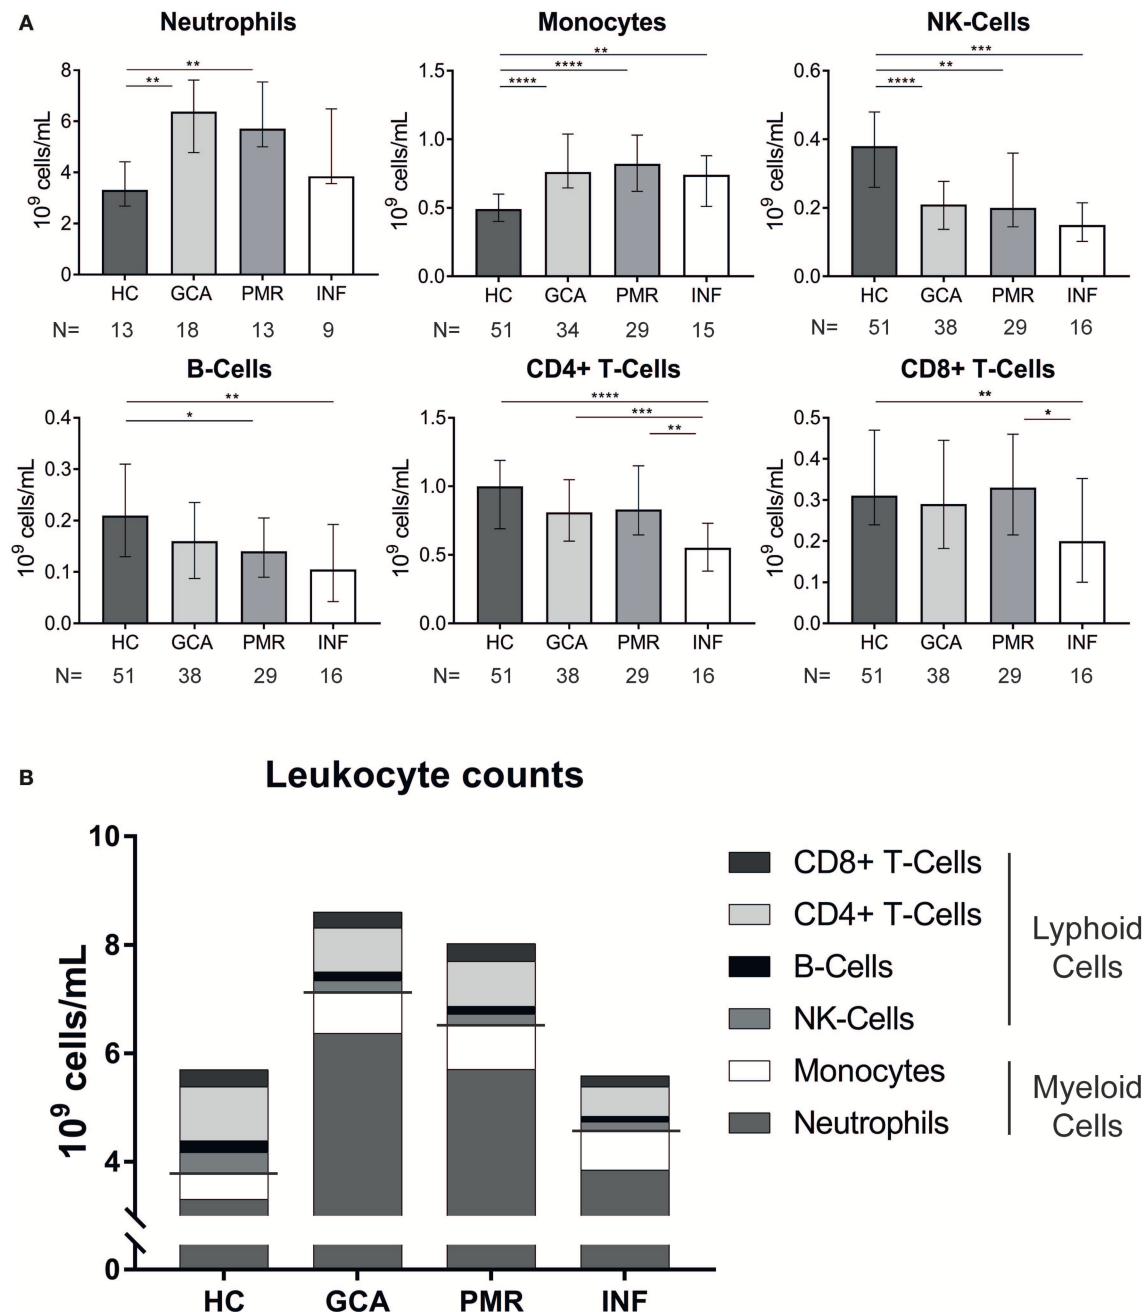 A
Neutrophils
**
**
8
6
4
2
0
10⁹ cells/mL
HC GCA PMR INF
N= 13 18 13 9
Monocytes
**
****
****
1.5
1.0
0.5
0.0
10⁹ cells/mL
HC GCA PMR INF
N= 51 34 29 15
NK-Cells
***
**
****
0.6
0.4
0.2
0.0
10⁹ cells/mL
HC GCA PMR INF
N= 51 38 29 16
B-Cells
**
*
0.4
0.3
0.2
0.1
0.0
10⁹ cells/mL
HC GCA PMR INF
N= 51 38 29 16
CD4+ T-Cells
****
***
**
1.5
1.0
0.5
0.0
10⁹ cells/mL
HC GCA PMR INF
N= 51 38 29 16
CD8+ T-Cells
**
*
0.5
0.4
0.3
0.2
0.1
0.0
10⁹ cells/mL
HC GCA PMR INF
N= 51 38 29 16
B
Leukocyte counts
10
8
6
4
0
10⁹ cells/mL
HC GCA PMR INF
CD8+ T-Cells
CD4+ T-Cells
B-Cells
NK-Cells
Monocytes
Neutrophils
Lyphoid
Cells
Myeloid
Cells